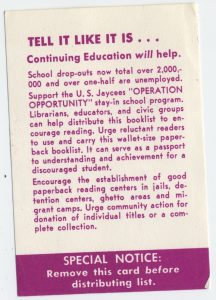 TELL IT LIKE IT IS . . .
Continuing Education will help.
School drop-outs now total over 2,000,-
000 and over one-half are unemployed.
Support the U. S. Jaycees "OPERATION
OPPORTUNITY" stay-in school program.
Librarians, educators, and civic groups
can help distribute this booklet to en-
courage reading. Urge reluctant readers
to use and carry this wallet-size paper-
back booklist. It can serve as a passport
to understanding and achievement for a
discouraged student.
Encourage the establishment of good
paperback reading centers in jails, de-
tention centers, ghetto areas and mi-
grant camps. Urge community action for
donation of individual titles or a com-
plete collection.
SPECIAL NOTICE:
Remove this card before
distributing list.